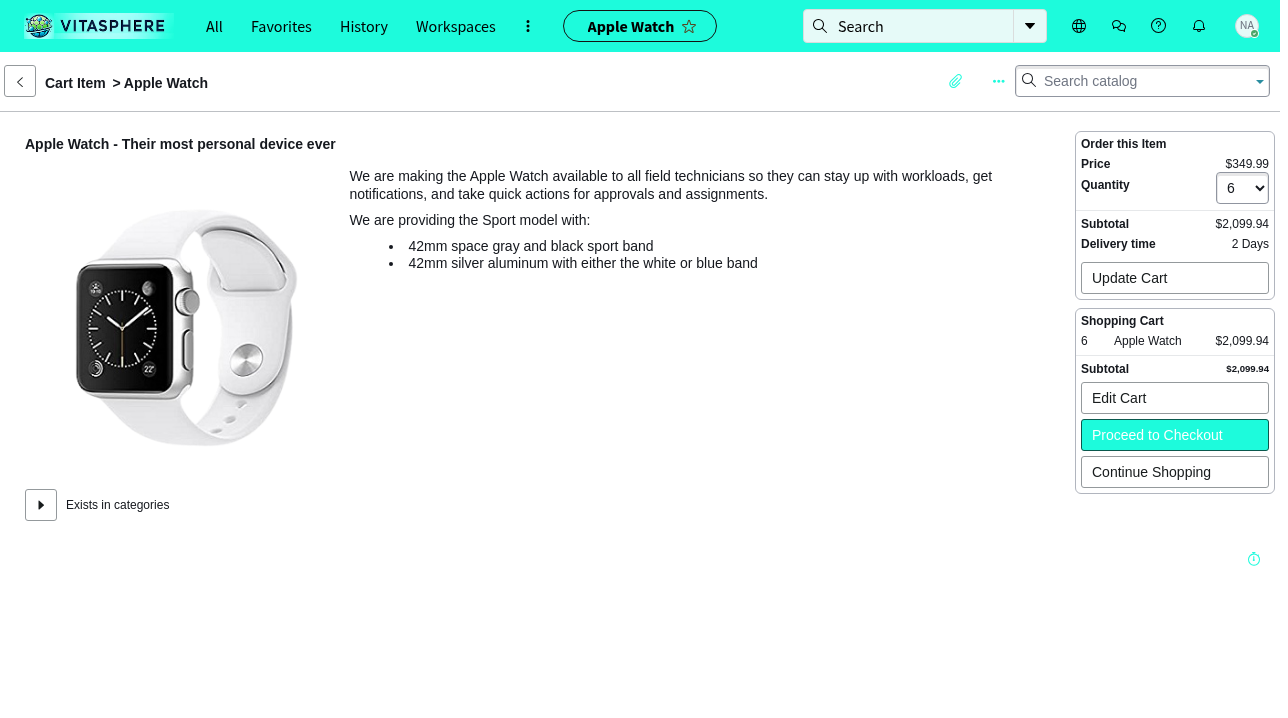 VITASPHERE
All
Favorites
History
Workspaces
Apple Watch
Search
NA
Cart Item > Apple Watch
Search catalog
Apple Watch - Their most personal device ever
We are making the Apple Watch available to all field technicians so they can stay up with workloads, get
notifications, and take quick actions for approvals and assignments.
We are providing the Sport model with:
42mm space gray and black sport band
42mm silver aluminum with either the white or blue band
22°
Exists in categories
Order this Item
Price $349.99
Quantity 6
Subtotal $2,099.94
Delivery time 2 Days
Update Cart
Shopping Cart
6 Apple Watch $2,099.94
Subtotal $2,099.94
Edit Cart
Proceed to Checkout
Continue Shopping